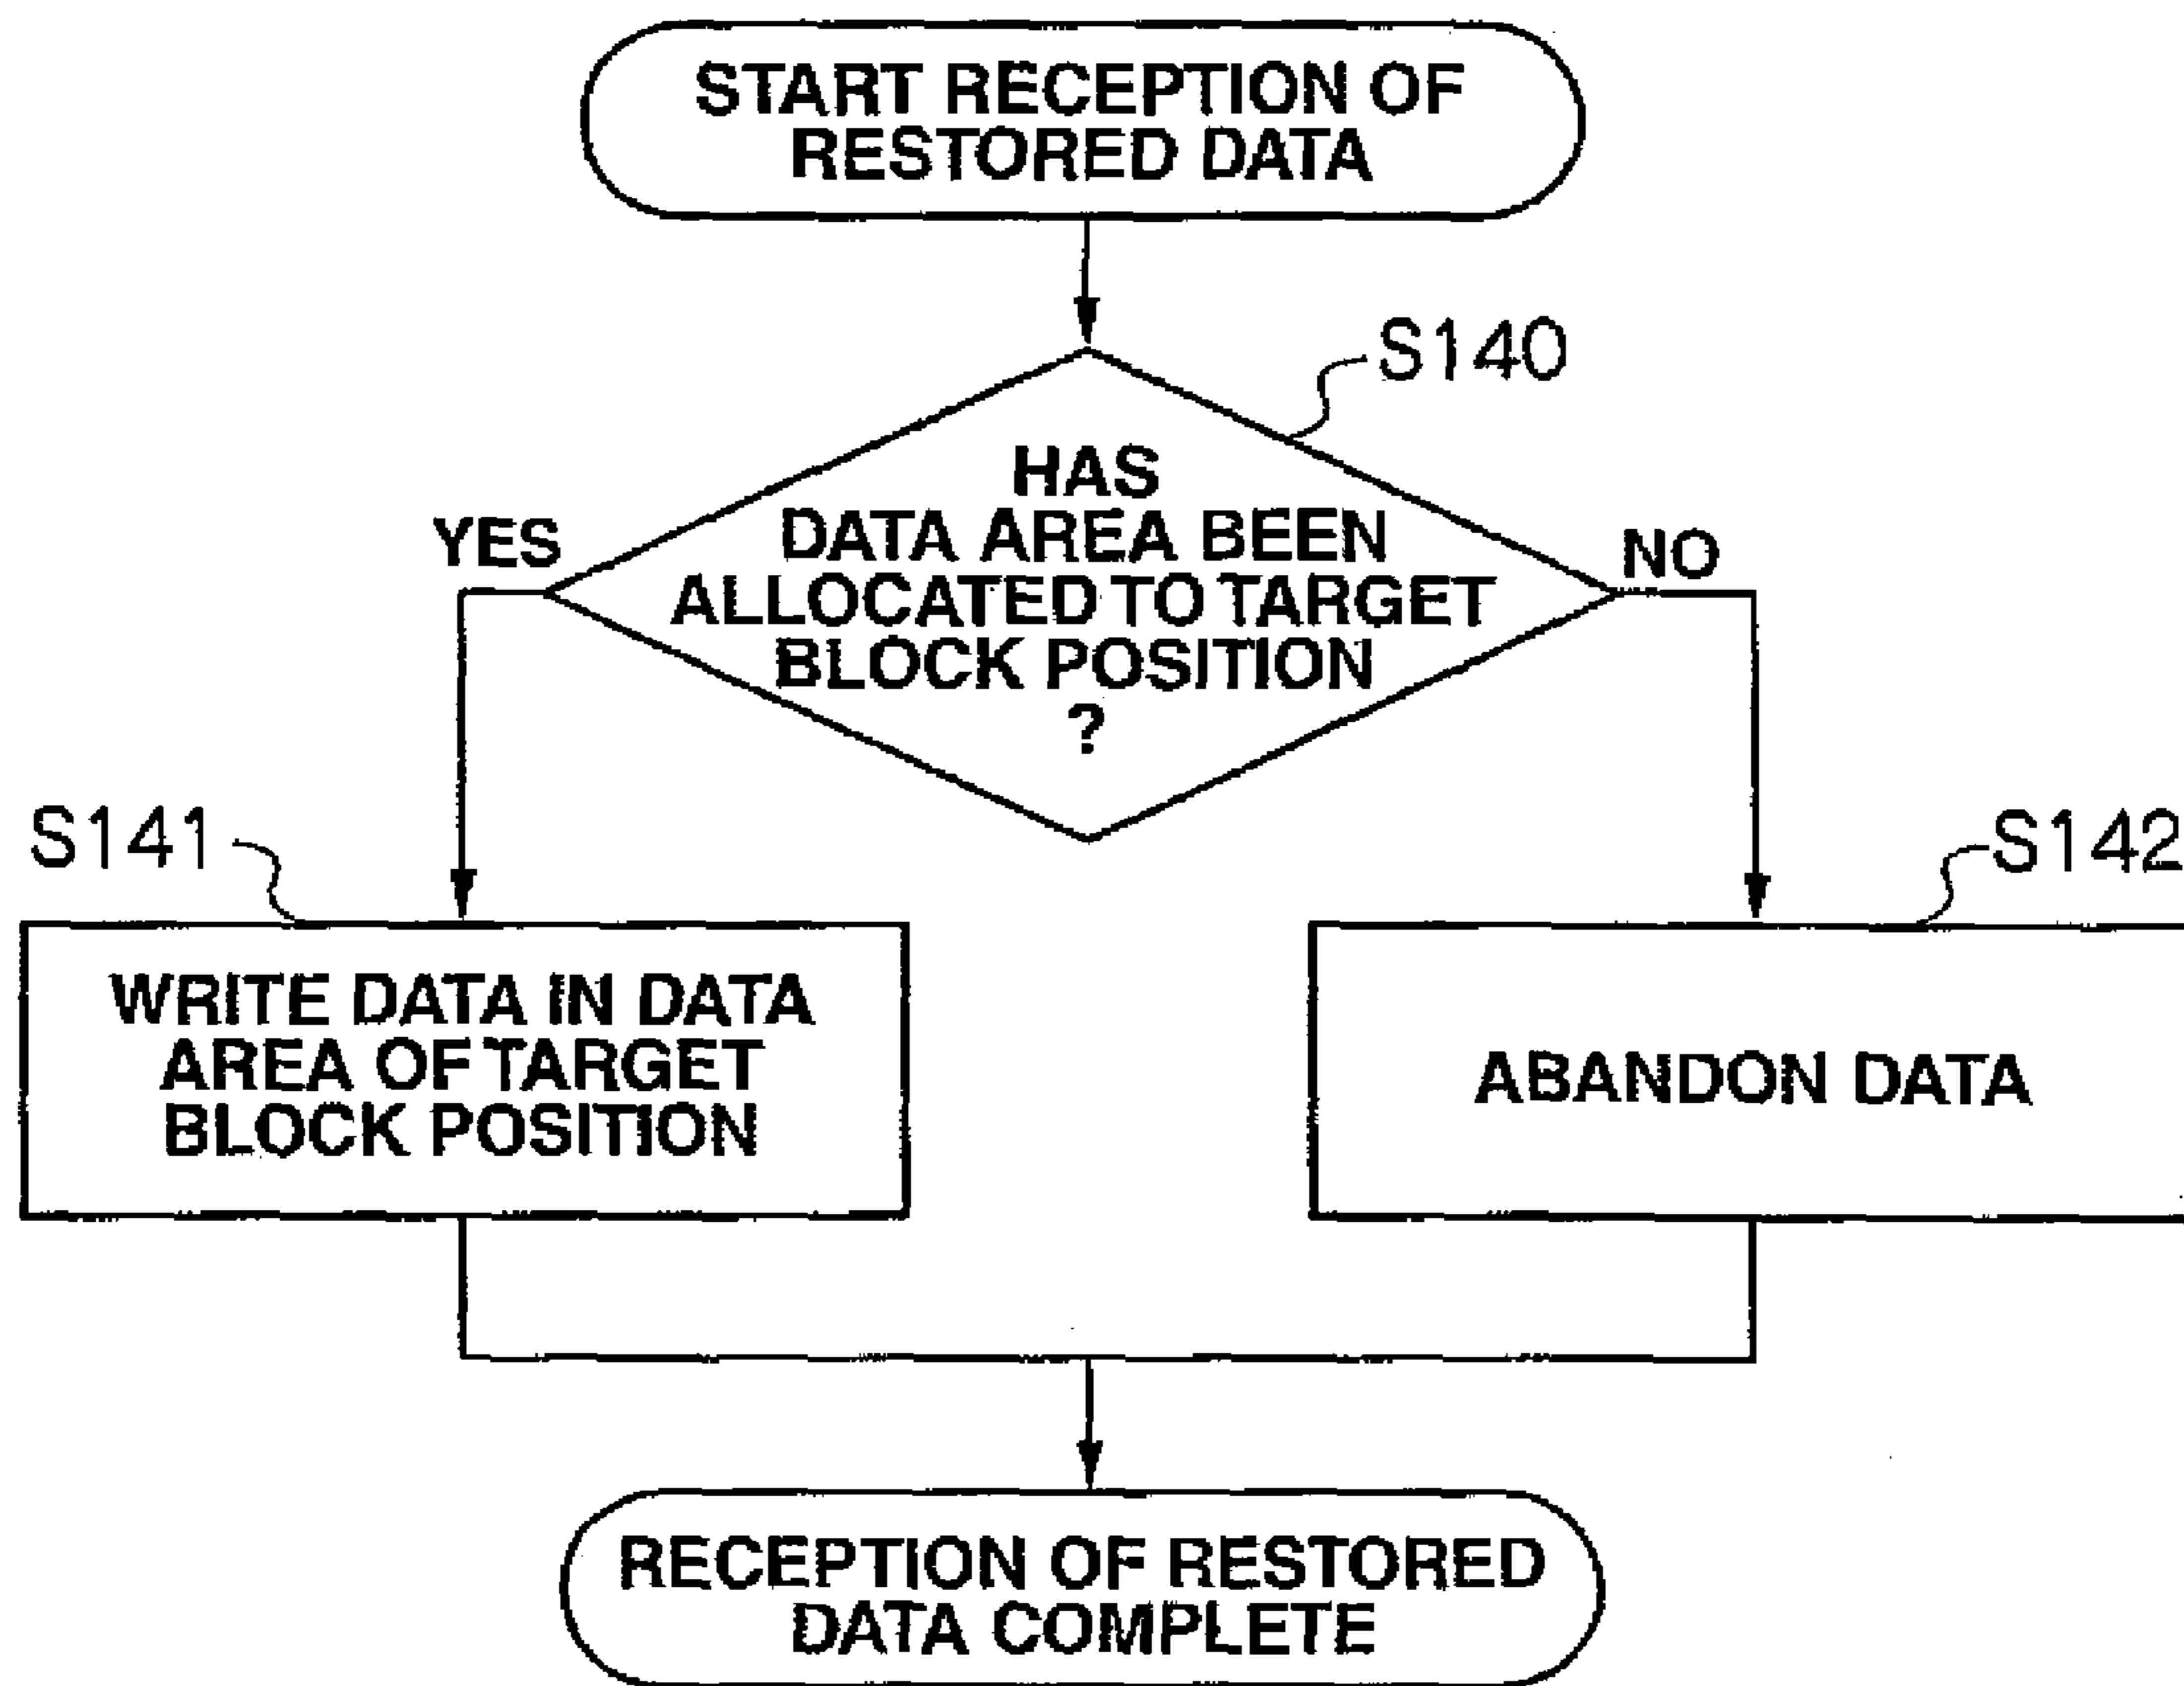 START RECEPTION OF
RESTORED DATA
S140
HAS
DATA AREA BEEN
ALLOCATED TO TARGET
BLOCK POSITION
?
YES
NO
S141
S142
WRITE DATA IN DATA
AREA OF TARGET
BLOCK POSITION
ABANDON DATA
RECEPTION OF RESTORED
DATA COMPLETE